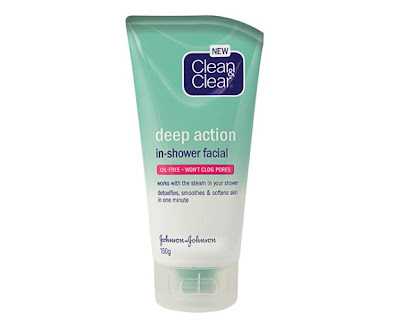 NEW
Clean &
Clear®
deep action
in-shower facial
OIL-FREE • WON'T CLOG PORES
works with the steam in your shower
detoxifies, smoothes & softens skin
in one minute
Johnson & Johnson
150g